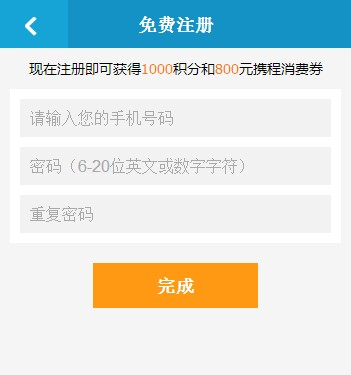 免费注册
现在注册即可获得1000积分和800元携程消费券
请输入您的手机号码
密码（6-20位英文或数字字符）
重复密码
完成